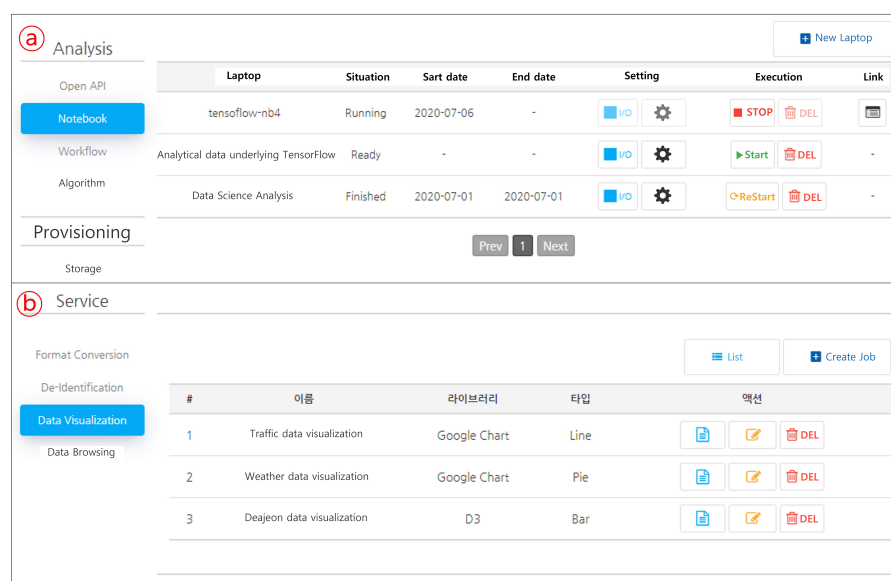 ⓐ
Analysis
New Laptop
Laptop Situation Sart date End date Setting Execution Link
Open API
Notebook
tensoflow-nb4 Running 2020-07-06 - I/O STOP DEL
Workflow
Analytical data underlying TensorFlow Ready - - I/O Start DEL -
Algorithm
Data Science Analysis Finished 2020-07-01 2020-07-01 I/O ReStart DEL -
Provisioning
Prev 1 Next
Storage
ⓑ
Service
Format Conversion
List Create Job
De-Identification
# 이름 라이브러리 타입 액션
Data Visualization
1 Traffic data visualization Google Chart Line DEL
Data Browsing
2 Weather data visualization Google Chart Pie DEL
3 Deajeon data visualization D3 Bar DEL